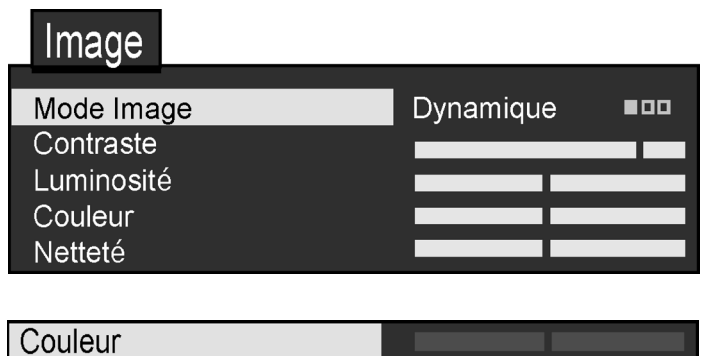 Image
Mode Image Dynamique
Contraste
Luminosité
Couleur
Netteté
Couleur